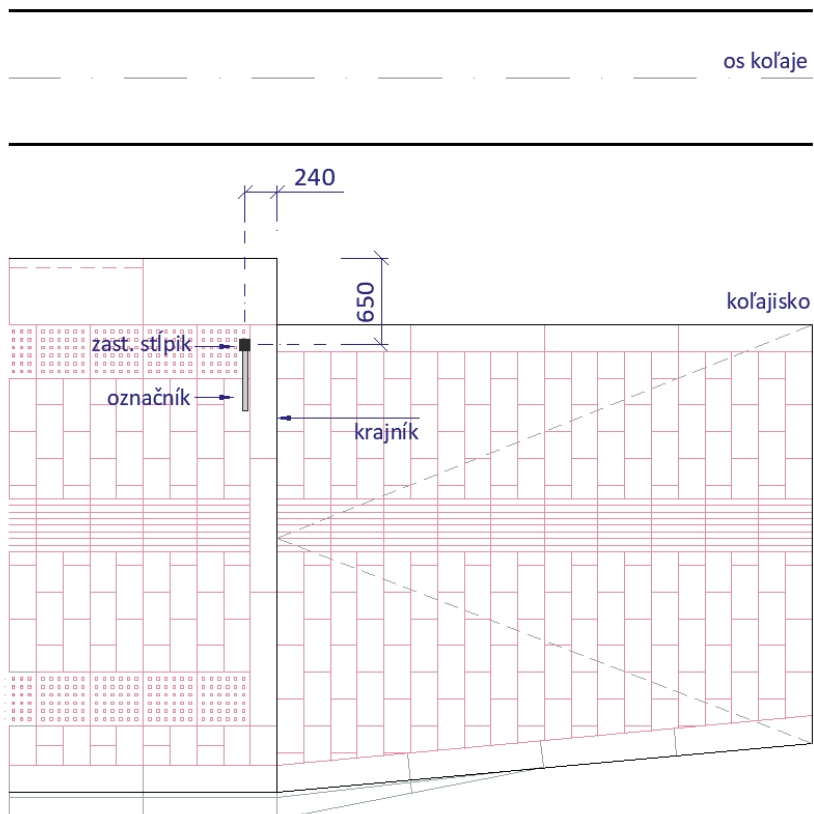 os koľaje
240
650
koľajisko
zast. stĺpik
označník
krajník